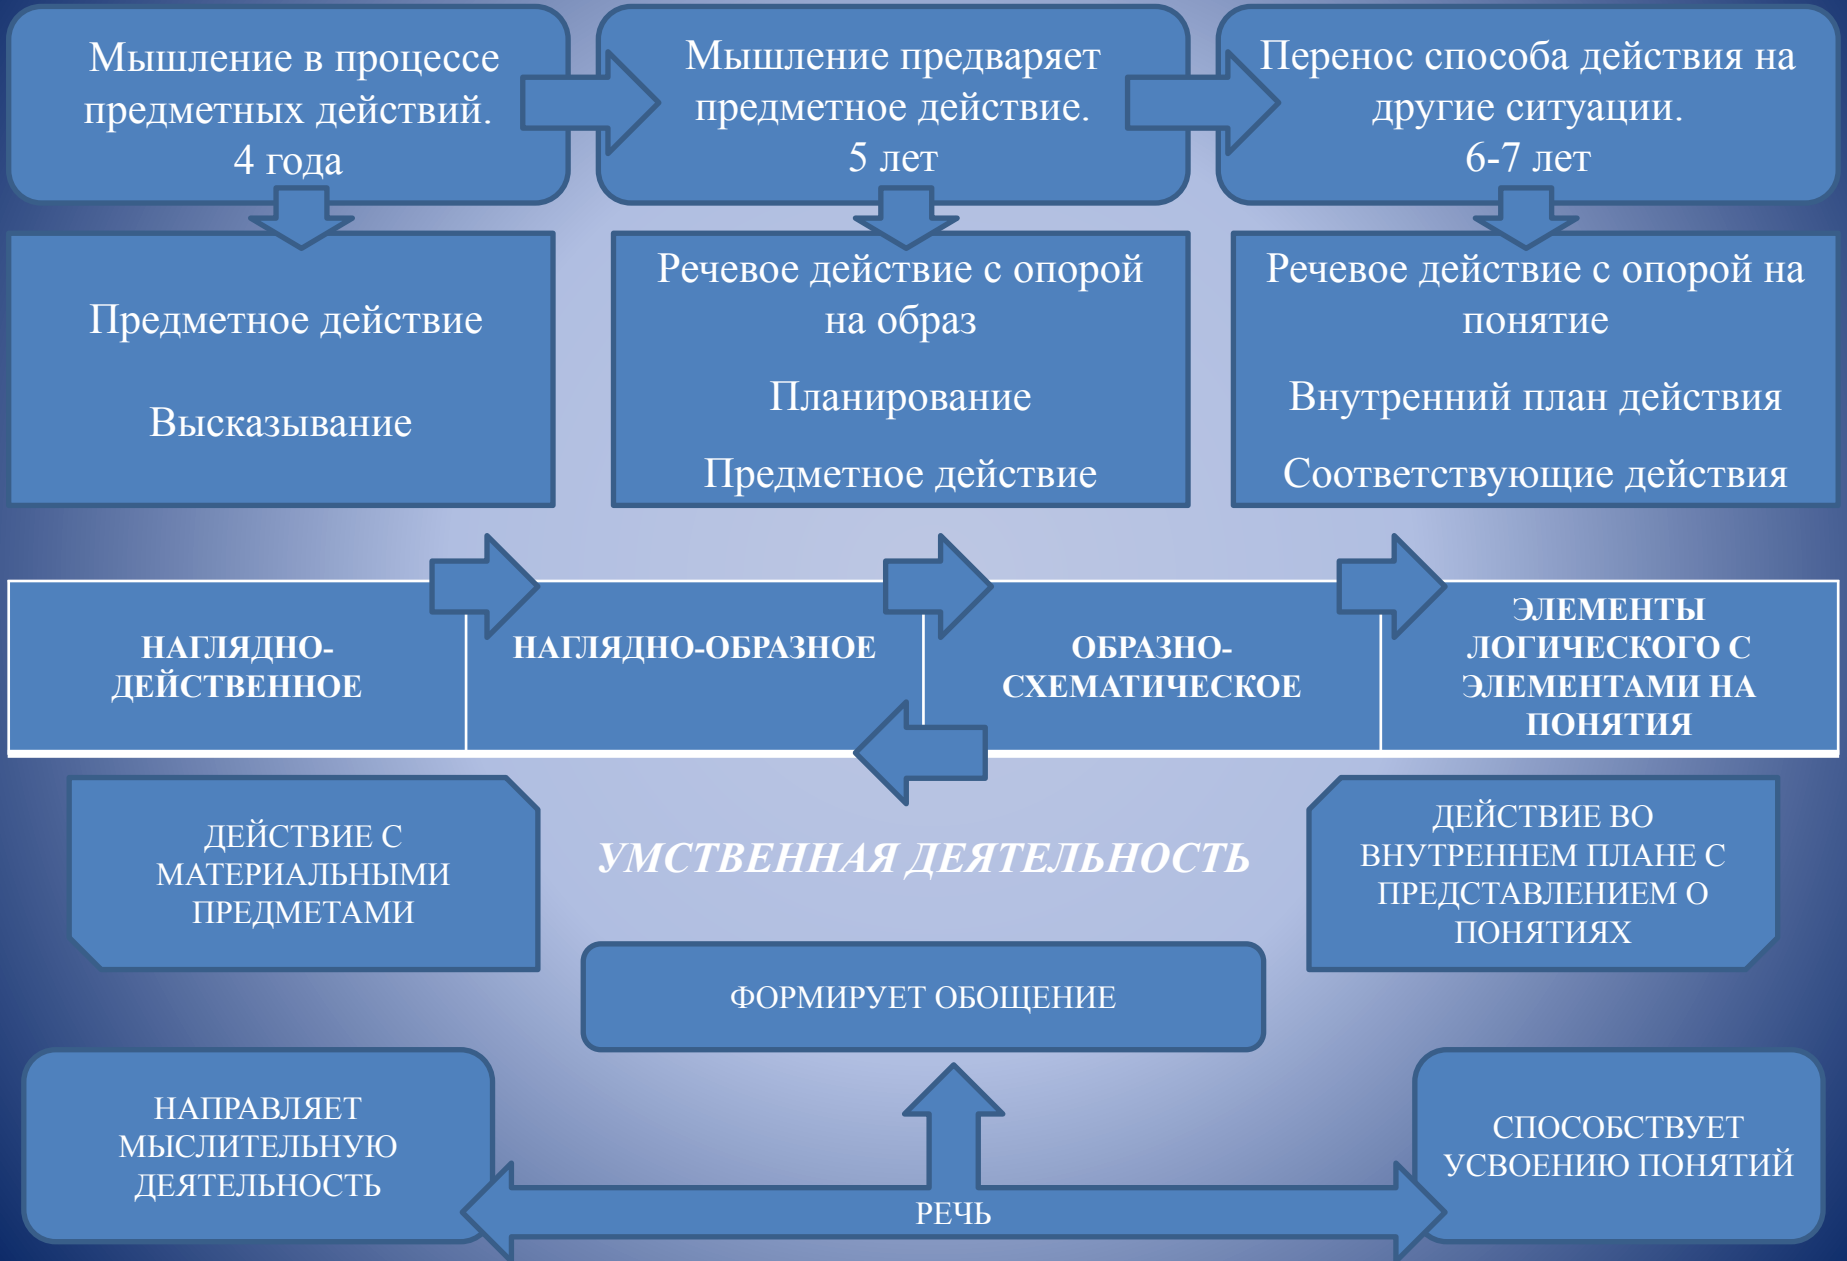 Мышление в процессе
предметных действий.
4 года
Мышление предваряет
предметное действие.
5 лет
Перенос способа действия на
другие ситуации.
6-7 лет
Предметное действие
Высказывание
Речевое действие с опорой
на образ
Планирование
Предметное действие
Речевое действие с опорой на
понятие
Внутренний план действия
Соответствующие действия
НАГЛЯДНО-
ДЕЙСТВЕННОЕ
НАГЛЯДНО-ОБРАЗНОЕ
ОБРАЗНО-
СХЕМАТИЧЕСКОЕ
ЭЛЕМЕНТЫ
ЛОГИЧЕСКОГО С
ЭЛЕМЕНТАМИ НА
ПОНЯТИЯ
ДЕЙСТВИЕ С
МАТЕРИАЛЬНЫМИ
ПРЕДМЕТАМИ
УМСТВЕННАЯ ДЕЯТЕЛЬНОСТЬ
ДЕЙСТВИЕ ВО
ВНУТРЕННЕМ ПЛАНЕ С
ПРЕДСТАВЛЕНИЕМ О
ПОНЯТИЯХ
ФОРМИРУЕТ ОБОЩЕНИЕ
НАПРАВЛЯЕТ
МЫСЛИТЕЛЬНУЮ
ДЕЯТЕЛЬНОСТЬ
РЕЧЬ
СПОСОБСТВУЕТ
УСВОЕНИЮ ПОНЯТИЙ